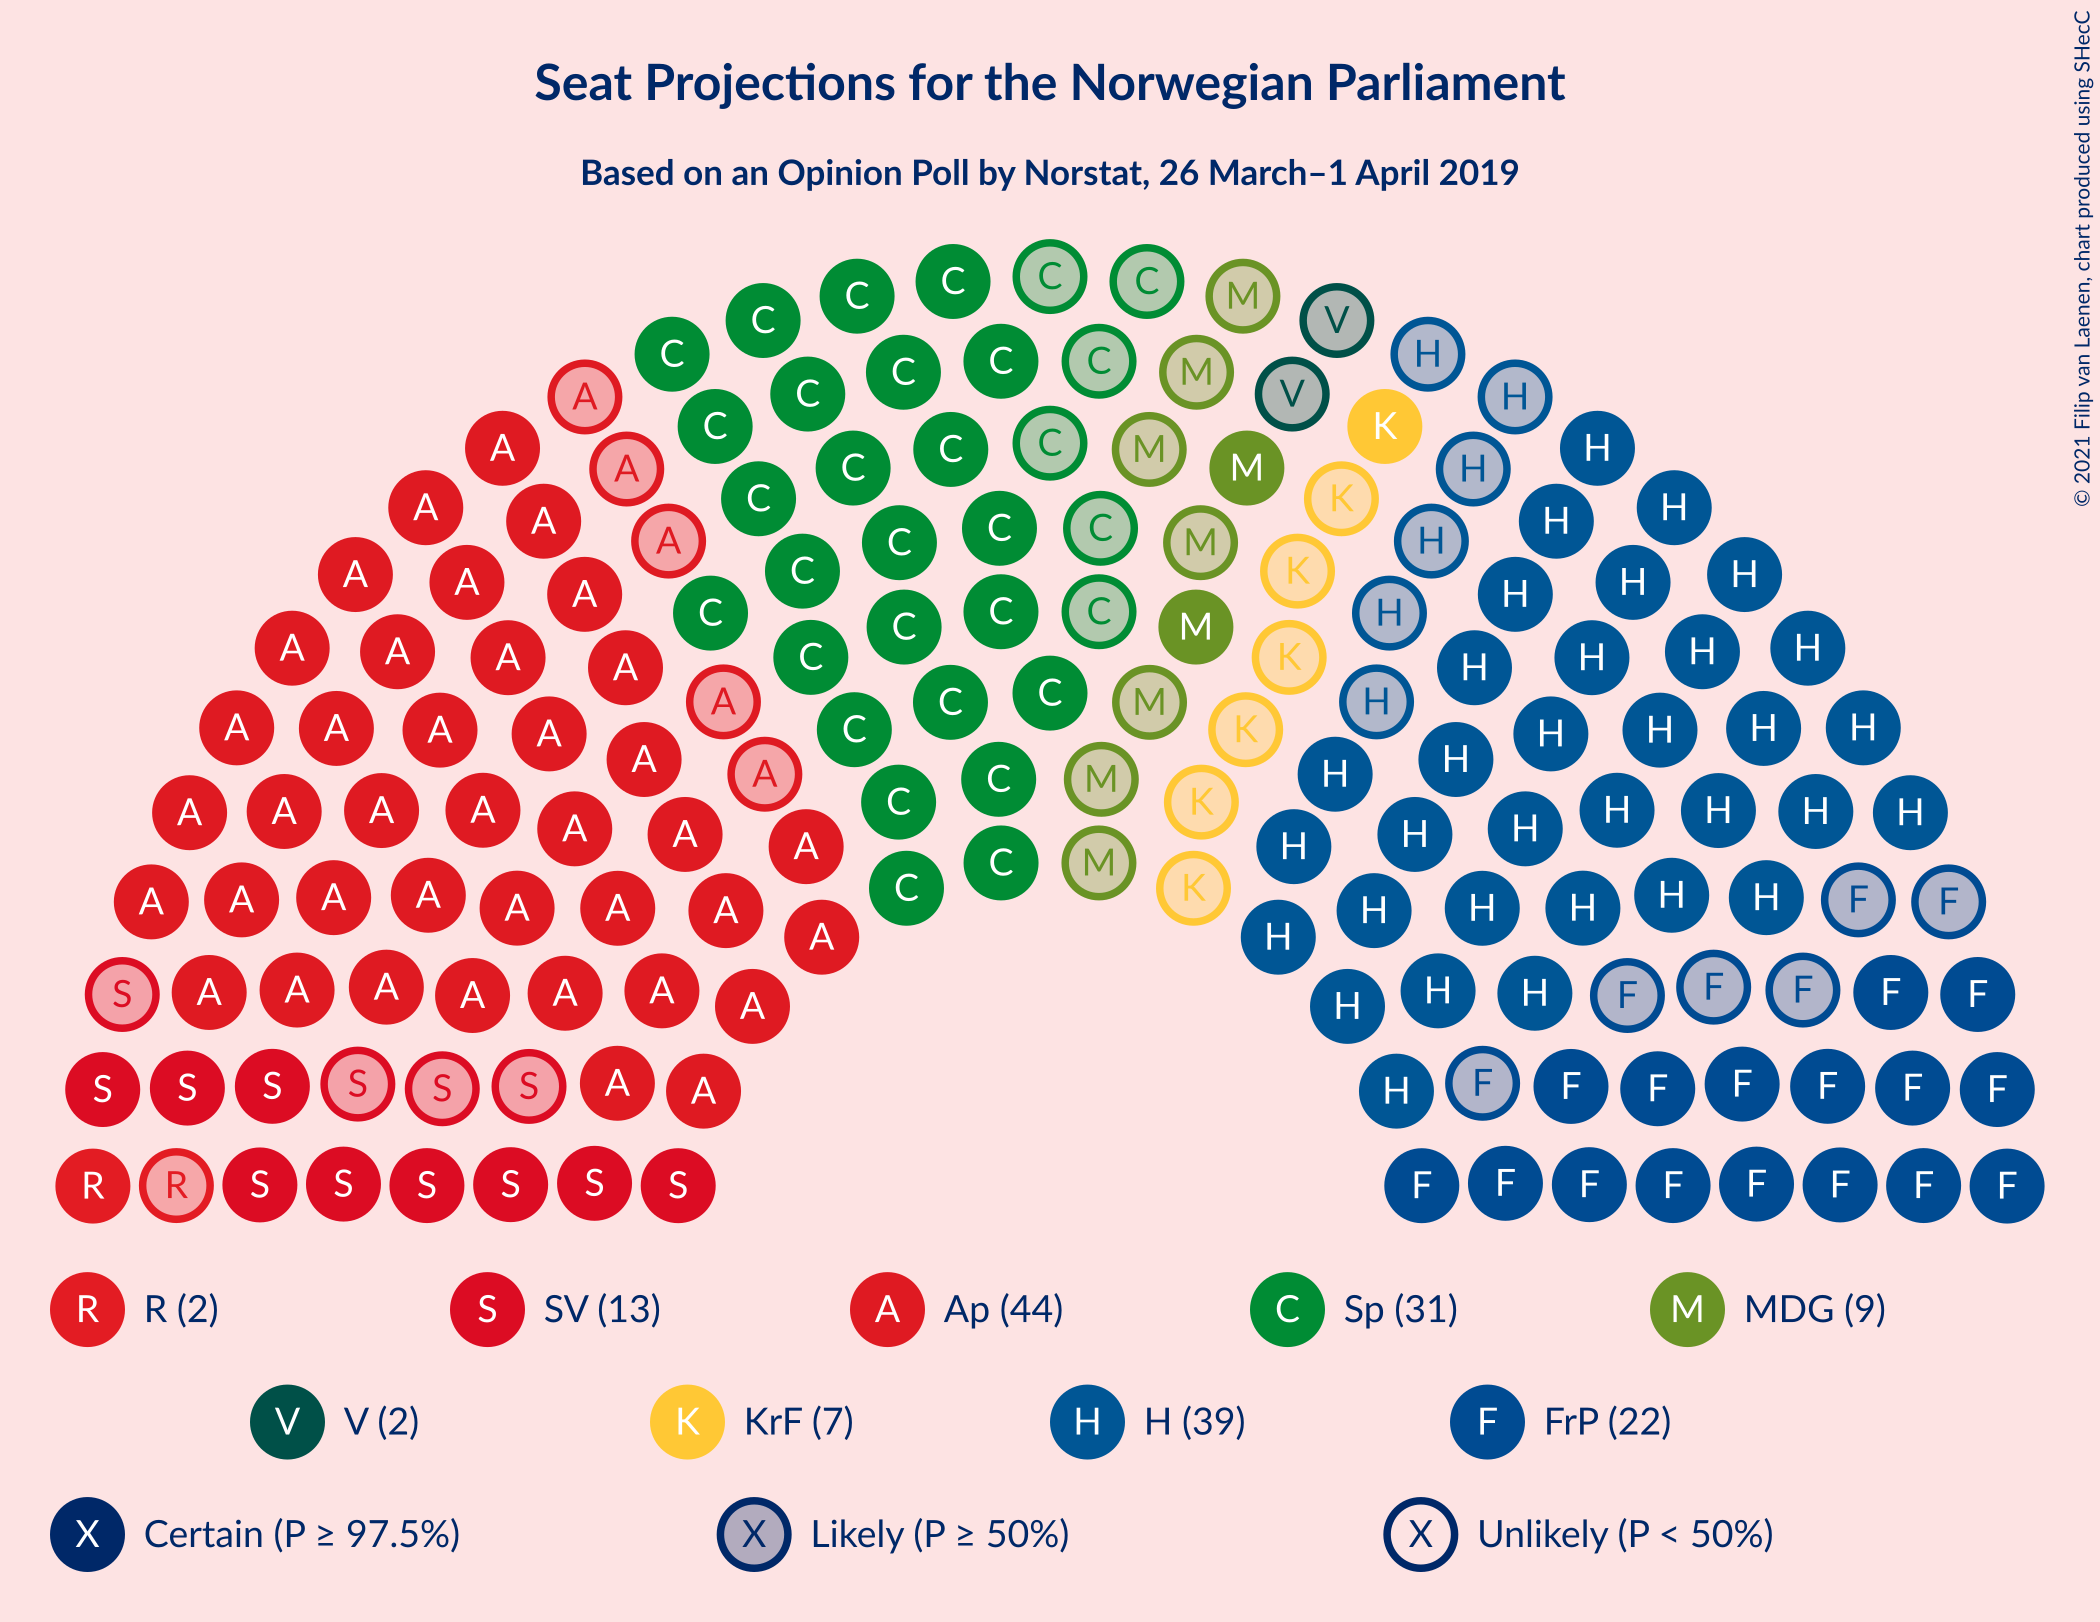 Seat Projections for the Norwegian Parliament
Based on an Opinion Poll by Norstat, 26 March–1 April 2019
© 2021 Filip van Laenen, chart produced using SHecC
C C C C C M V
C C H
C C C C M H
A C V K H
A C C C C M M K H H
A A C C M K H H H
A A A C C C K H H H
A A A C C C M H H H
A A A A C C C K H H H H
A A A A A C C M K H H H H H
A A A A A A C M K H H H H H H
A A A A A A A C C M K H H H H H H H
A A A A A A A A C K H H H H H H F F
S A A A A A A A H H H F F F F F
S S S S S S A A H F F F F F F F
R R S S S S S S F F F F F F F F
R R (2) S SV (13) A Ap (44) C Sp (31) M MDG (9)
V V (2) K KrF (7) H H (39) F FrP (22)
X Certain (P ≥ 97.5%) X Likely (P ≥ 50%) X Unlikely (P < 50%)